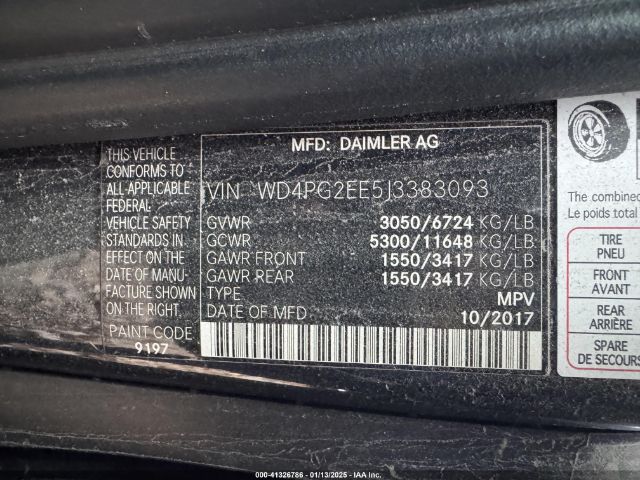 MFD: DAIMLER AG
THIS VEHICLE
CONFORMS TO
ALL APPLICABLE
FEDERAL
VEHICLE SAFETY
STANDARDS IN
EFFECT ON THE
DATE OF MANU-
FACTURE SHOWN
ON THE RIGHT.
PAINT CODE
9197
VIN WD4PG2EE5J3383093
GVWR 3050/6724 KG/LB
GCWR 5300/11648 KG/LB
GAWR FRONT 1550/3417 KG/LB
GAWR REAR 1550/3417 KG/LB
TYPE MPV
DATE OF MFD 10/2017
The combined
Le poids total
TIRE
PNEU
FRONT
AVANT
REAR
ARRIÈRE
SPARE
DE SECOURS
000-41326786 - 01/13/2025 - IAA Inc.